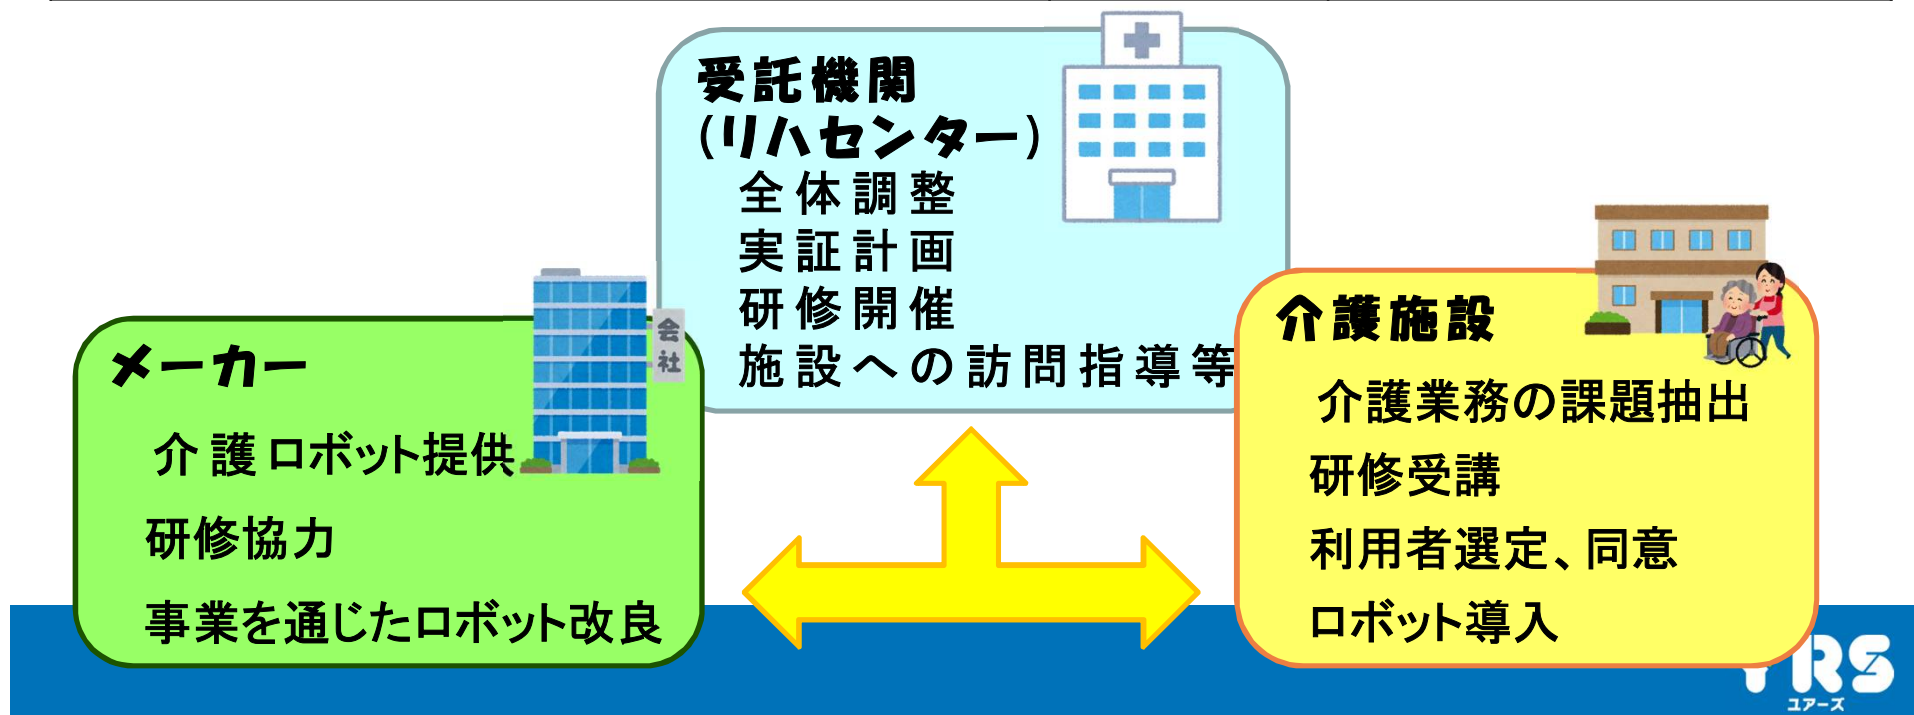 受託機関
(リハセンター)
全体調整
実証計画
研修開催
施設への訪問指導等
会社
メーカー
介護ロボット提供
研修協力
事業を通じたロボット改良
介護施設
介護業務の課題抽出
研修受講
利用者選定、同意
ロボット導入
YRS
ユアーズ